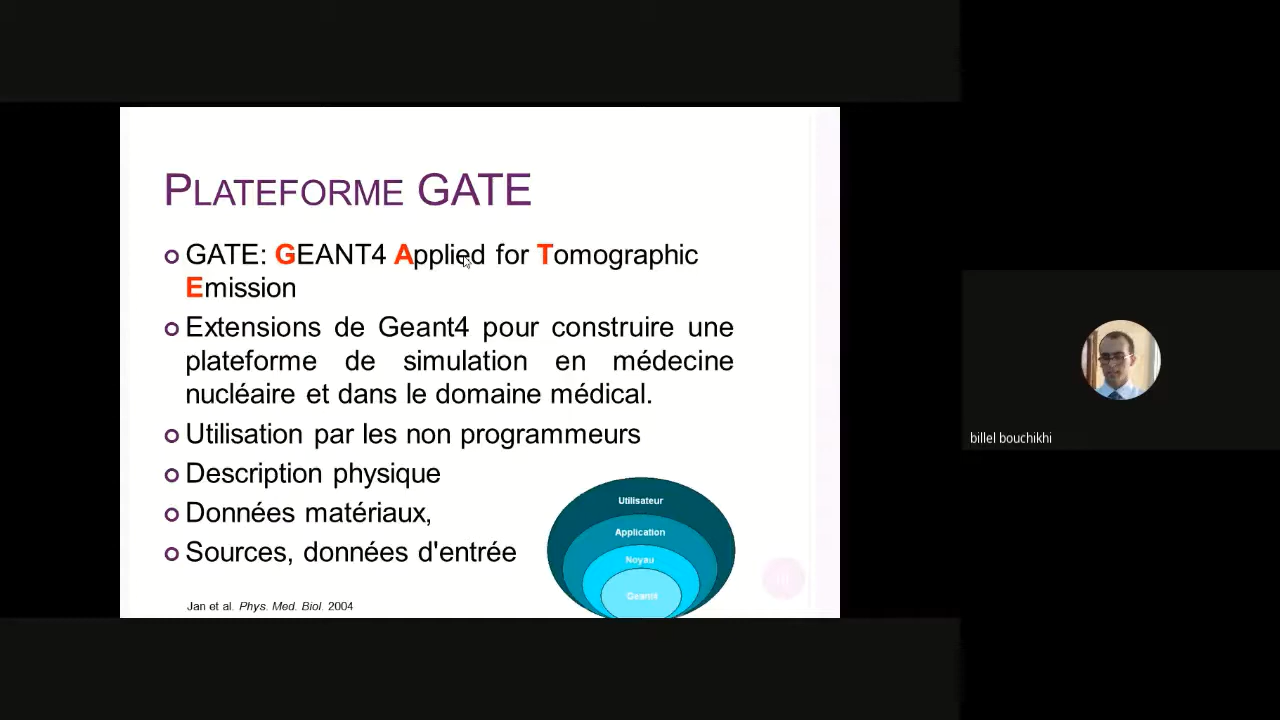 PLATEFORME GATE
GATE: GEANT4 Applied for Tomographic
Emission
Extensions de Geant4 pour construire une
plateforme de simulation en médecine
nucléaire et dans le domaine médical.
Utilisation par les non programmeurs
Description physique
Données matériaux,
Sources, données d'entrée
Utilisateur
Application
Noyau
Geant4
Jan et al. Phys. Med. Biol. 2004
billel bouchikhi